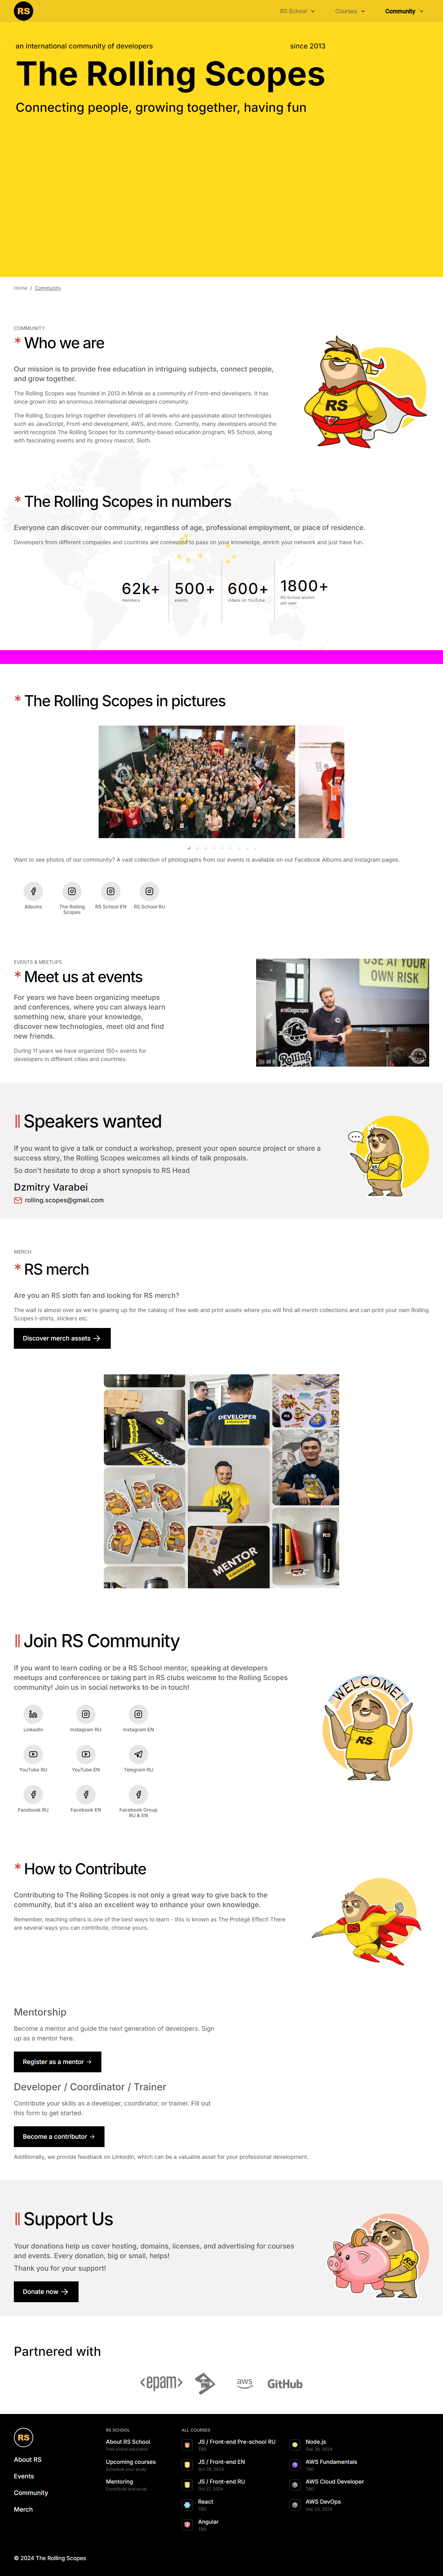 RS
RS School
Courses
Community
an international community of developers
since 2013
The Rolling Scopes
Connecting people, growing together, having fun
Home / Community
COMMUNITY
* Who we are
Our mission is to provide free education in intriguing subjects, connect people,
and grow together.
The Rolling Scopes was founded in 2013 in Minsk as a community of Front-end developers. It has
since grown into an enormous international developers community.
The Rolling Scopes brings together developers of all levels who are passionate about technologies
such as JavaScript, Front-end development, AWS, and more. Currently, many developers around the
world recognize The Rolling Scopes for its community-based education program, RS School, along
with fascinating events and its groovy mascot, Sloth.
RS
* The Rolling Scopes in numbers
Everyone can discover our community, regardless of age, professional employment, or place of residence.
Developers from different companies and countries are connected to pass on your knowledge, enrich your network and just have fun.
62k+
members
500+
events
600+
videos on YouTube
1800+
RS School alumni
per year
* The Rolling Scopes in pictures
Want to see photos of our community? A vast collection of photographs from our events is available on our Facebook Albums and Instagram pages.
Albums
The Rolling
Scopes
RS School EN
RS School RU
EVENTS & MEETUPS
* Meet us at events
For years we have been organizing meetups
and conferences, where you can always learn
something new, share your knowledge,
discover new technologies, meet old and find
new friends.
During 11 years we have organized 150+ events for
developers in different cities and countries.
USE AT YOUR
OWN RISK
#rollingscopes
Rolling
Scopes
Speakers wanted
If you want to give a talk or conduct a workshop, present your open source project or share a
success story, the Rolling Scopes welcomes all kinds of talk proposals.
So don't hesitate to drop a short synopsis to RS Head
Dzmitry Varabei
rolling.scopes@gmail.com
MERCH
* RS merch
Are you an RS sloth fan and looking for RS merch?
The wait is almost over as we're gearing up for the catalog of free web and print assets where you will find all merch collections and can print your own Rolling
Scopes t-shirts, stickers etc.
Discover merch assets
DEVELOPER
MENTOR
RS
Join RS Community
If you want to learn coding or be a RS School mentor, speaking at developers
meetups and conferences or taking part in RS clubs welcome to the Rolling Scopes
community! Join us in social networks to be in touch!
LinkedIn
Instagram RU
Instagram EN
YouTube RU
YouTube EN
Telegram RU
Facebook RU
Facebook EN
Facebook Group
RU & EN
WELCOME!
RS
* How to Contribute
Contributing to The Rolling Scopes is not only a great way to give back to the
community, but it's also an excellent way to enhance your own knowledge.
Remember, teaching others is one of the best ways to learn - this is known as The Protégé Effect! There
are several ways you can contribute, choose yours.
RS
Mentorship
Become a mentor and guide the next generation of developers. Sign
up as a mentor here.
Register as a mentor
Developer / Coordinator / Trainer
Contribute your skills as a developer, coordinator, or trainer. Fill out
this form to get started.
Become a contributor
Additionally, we provide feedback on LinkedIn, which can be a valuable asset for your professional development.
Support Us
Your donations help us cover hosting, domains, licenses, and advertising for courses
and events. Every donation, big or small, helps!
Thank you for your support!
Donate now
RS
Partnered with
<epam>
aws
GitHub
RS
About RS
Events
Community
Merch
RS SCHOOL
About RS School
Free online education
Upcoming courses
Schedule your study
Mentoring
Contribute and study
ALL COURSES
JS / Front-end Pre-school RU
TBD
JS / Front-end EN
Oct 28, 2024
JS / Front-end RU
Oct 27, 2024
React
TBD
Angular
TBD
Node.js
Sep 30, 2024
AWS Fundamentals
TBD
AWS Cloud Developer
TBD
AWS DevOps
Sep 23, 2024
© 2024 The Rolling Scopes